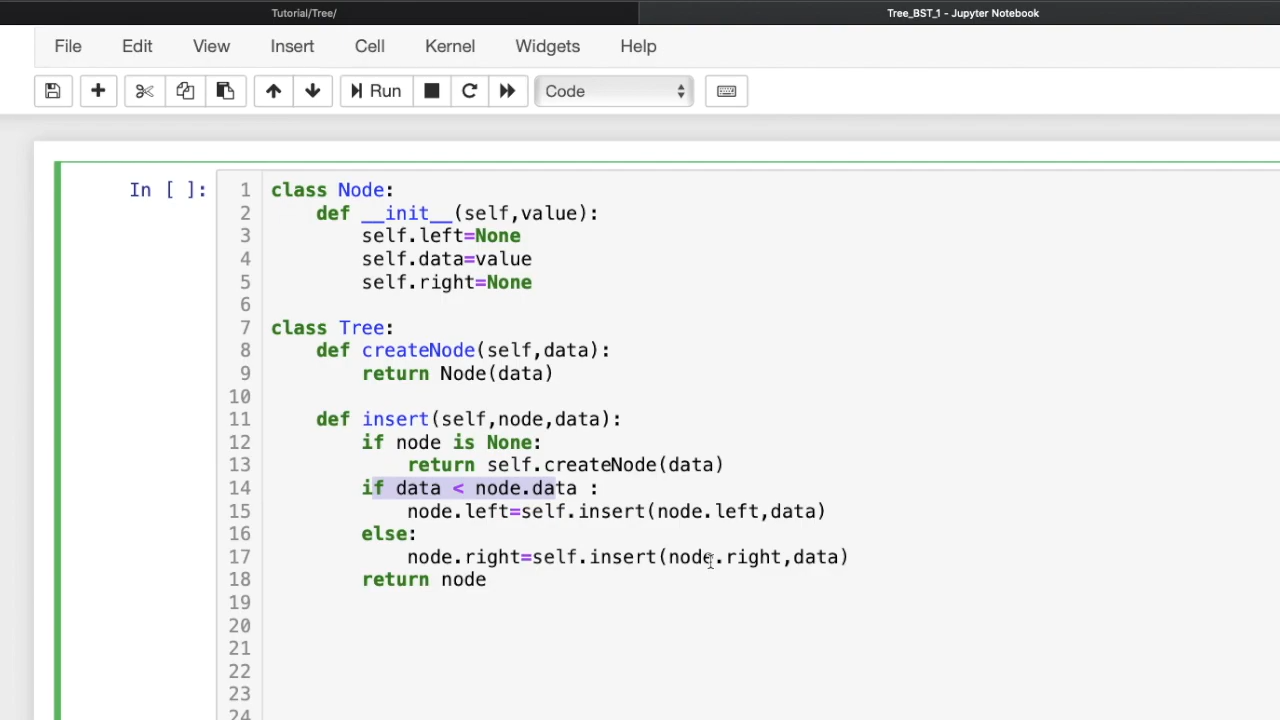 Tutorial/Tree/
Tree_BST_1 - Jupyter Notebook
File Edit View Insert Cell Kernel Widgets Help
Run Code
In [ ]:
1 class Node:
2     def __init__(self,value):
3         self.left=None
4         self.data=value
5         self.right=None
6
7 class Tree:
8     def createNode(self,data):
9         return Node(data)
10
11     def insert(self,node,data):
12         if node is None:
13             return self.createNode(data)
14         if data < node.data :
15             node.left=self.insert(node.left,data)
16         else:
17             node.right=self.insert(node.right,data)
18         return node
19
20
21
22
23
24